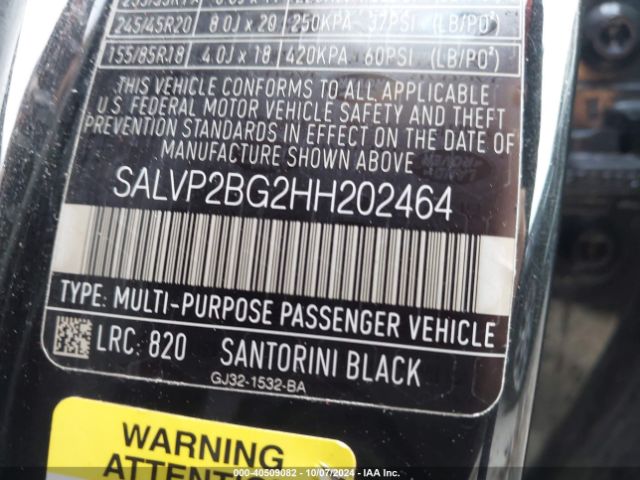 245/45R20 8.0J x 20 250KPA 37PSI (LB/PO²)
155/85R18 4.0J x 18 420KPA 60PSI (LB/PO²)
THIS VEHICLE CONFORMS TO ALL APPLICABLE
U.S FEDERAL MOTOR VEHICLE SAFETY AND THEFT
PREVENTION STANDARDS IN EFFECT ON THE DATE OF
MANUFACTURE SHOWN ABOVE
LAND ROVER
SALVP2BG2HH202464
TYPE: MULTI-PURPOSE PASSENGER VEHICLE
LRC: 820 SANTORINI BLACK
GJ32-1532-BA
WARNING
000-40509082 - 10/07/2024 - IAA Inc.